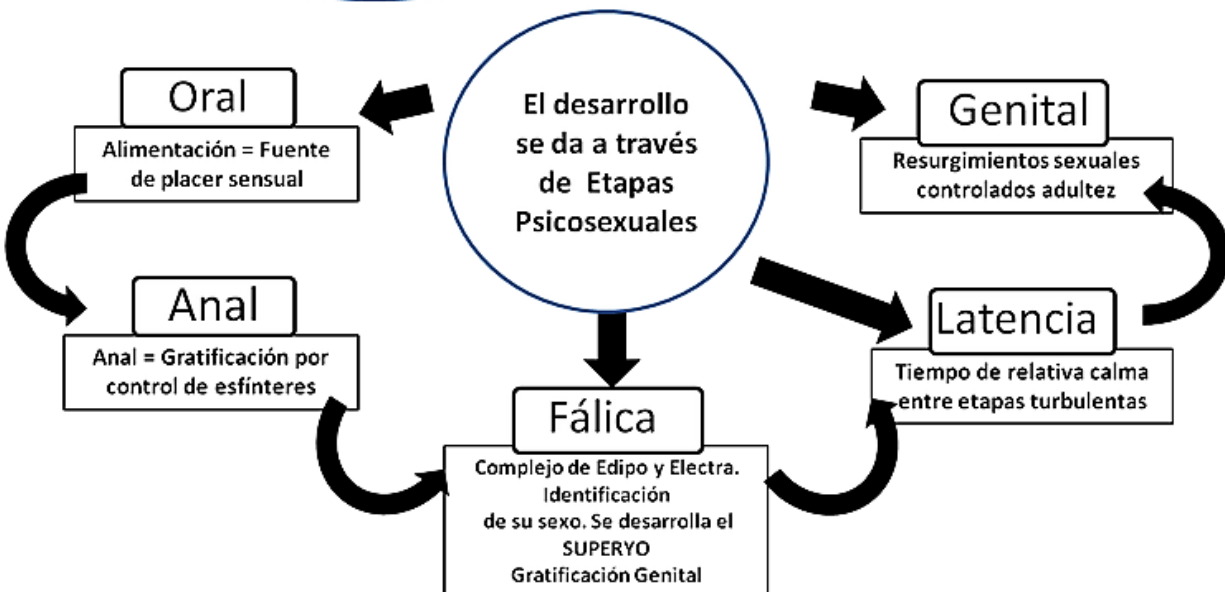 El desarrollo
se da a través
de Etapas
Psicosexuales
Oral
Alimentación = Fuente
de placer sensual
Anal
Anal = Gratificación por
control de esfínteres
Fálica
Complejo de Edipo y Electra.
Identificación
de su sexo. Se desarrolla el
SUPERYO
Gratificación Genital
Latencia
Tiempo de relativa calma
entre etapas turbulentas
Genital
Resurgimientos sexuales
controlados adultez